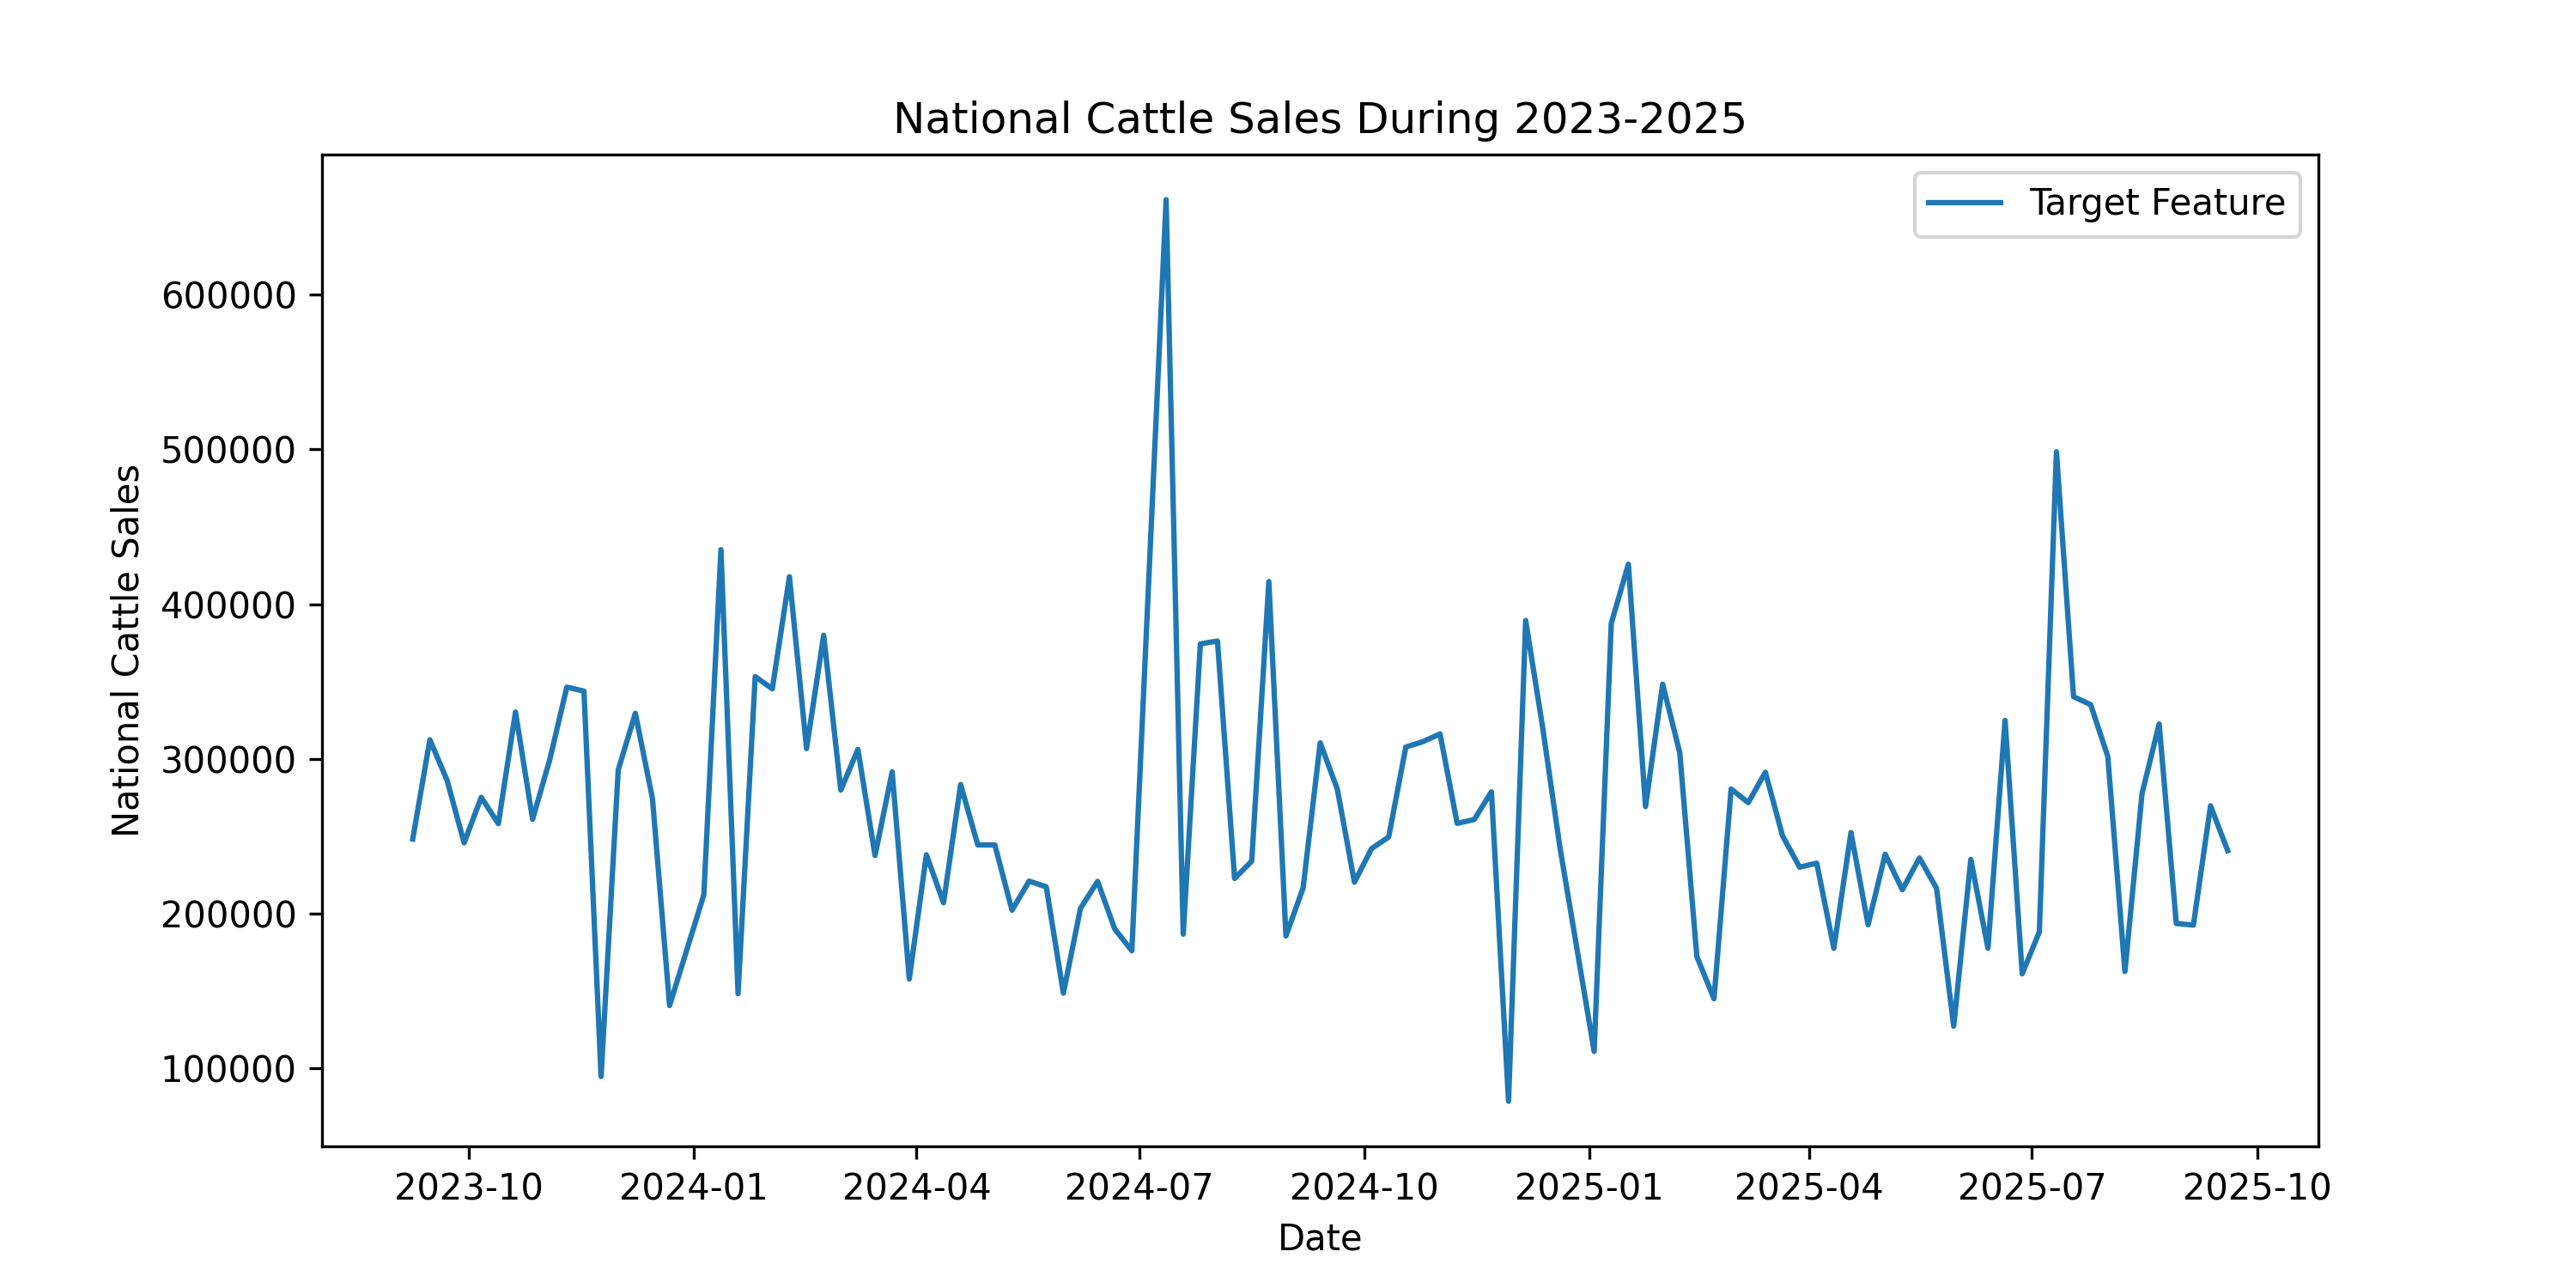 National Cattle Sales During 2023-2025
Target Feature
National Cattle Sales
600000
500000
400000
300000
200000
100000
2023-10 2024-01 2024-04 2024-07 2024-10 2025-01 2025-04 2025-07 2025-10
Date